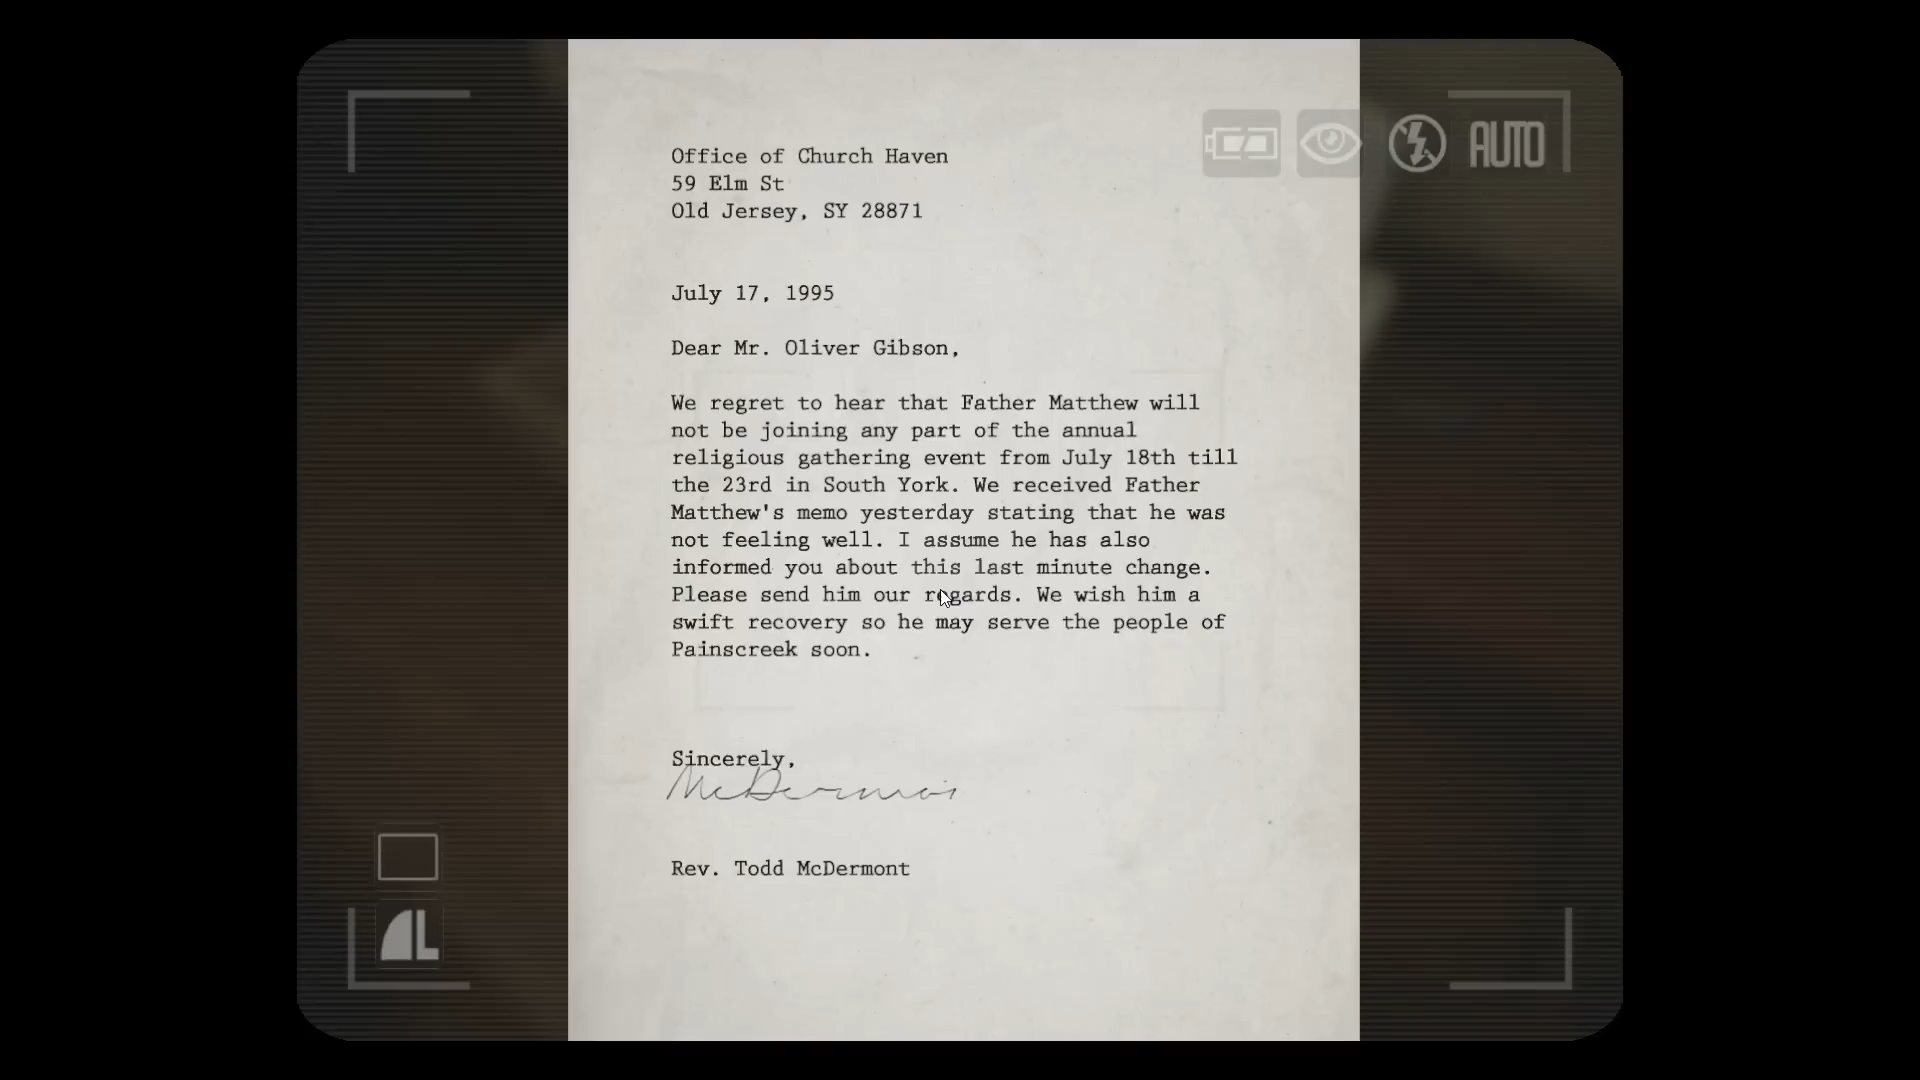 AUTO
Office of Church Haven
59 Elm St
Old Jersey, SY 28871
July 17, 1995
Dear Mr. Oliver Gibson,
We regret to hear that Father Matthew will
not be joining any part of the annual
religious gathering event from July 18th till
the 23rd in South York. We received Father
Matthew's memo yesterday stating that he was
not feeling well. I assume he has also
informed you about this last minute change.
Please send him our regards. We wish him a
swift recovery so he may serve the people of
Painscreek soon.
Sincerely,
McDermont
Rev. Todd McDermont
L